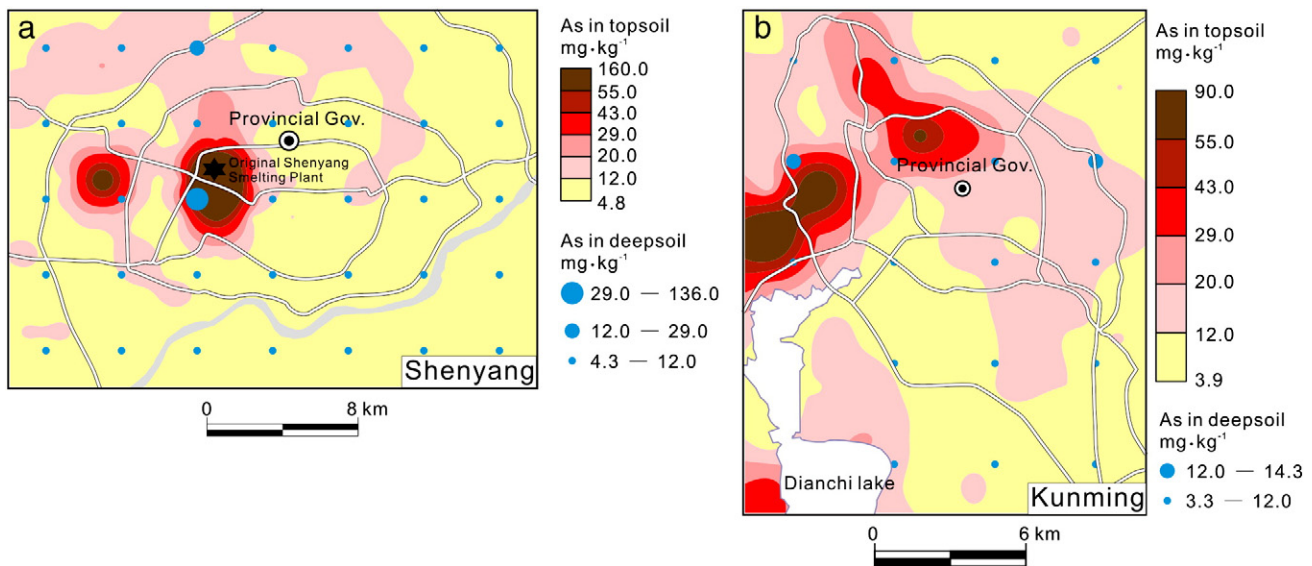 a
Provincial Gov.
Original Shenyang
Smelting Plant
Shenyang
0 8 km
As in topsoil
mg·kg⁻¹
160.0
55.0
43.0
29.0
20.0
12.0
4.8
As in deepsoil
mg·kg⁻¹
29.0 — 136.0
12.0 — 29.0
4.3 — 12.0
b
Provincial Gov.
Dianchi lake
Kunming
0 6 km
As in topsoil
mg·kg⁻¹
90.0
55.0
43.0
29.0
20.0
12.0
3.9
As in deepsoil
mg·kg⁻¹
12.0 — 14.3
3.3 — 12.0